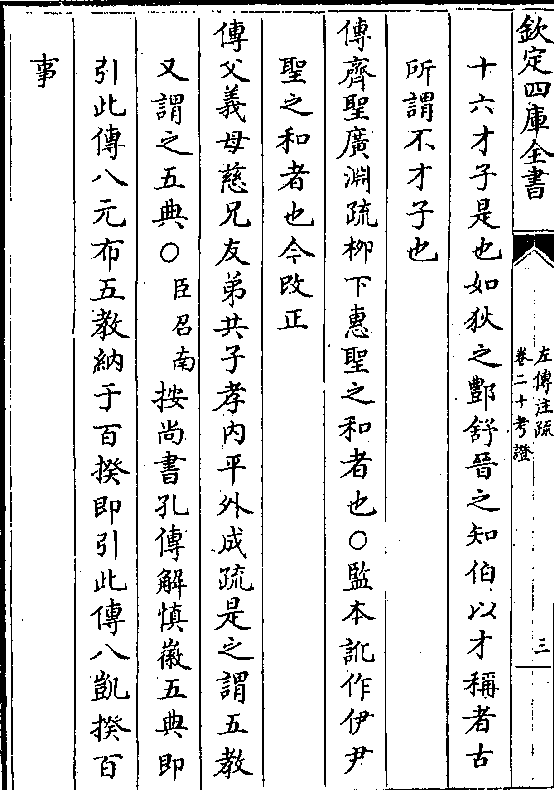 欽定四庫全書
左傳注疏
卷二十考證
三
十六才子是也如狄之酆舒晉之知伯以才稱者古
所謂不才子也
傳齊聖廣淵疏柳下惠聖之和者也〇監本訛作伊尹
聖之和者也今改正
傳父義母慈兄友弟共子孝内平外成疏是之謂五教
又謂之五典〇臣召南按尚書孔傳解慎徽五典即
引此傳八元布五教納于百揆即引此傳八凱揆百
事